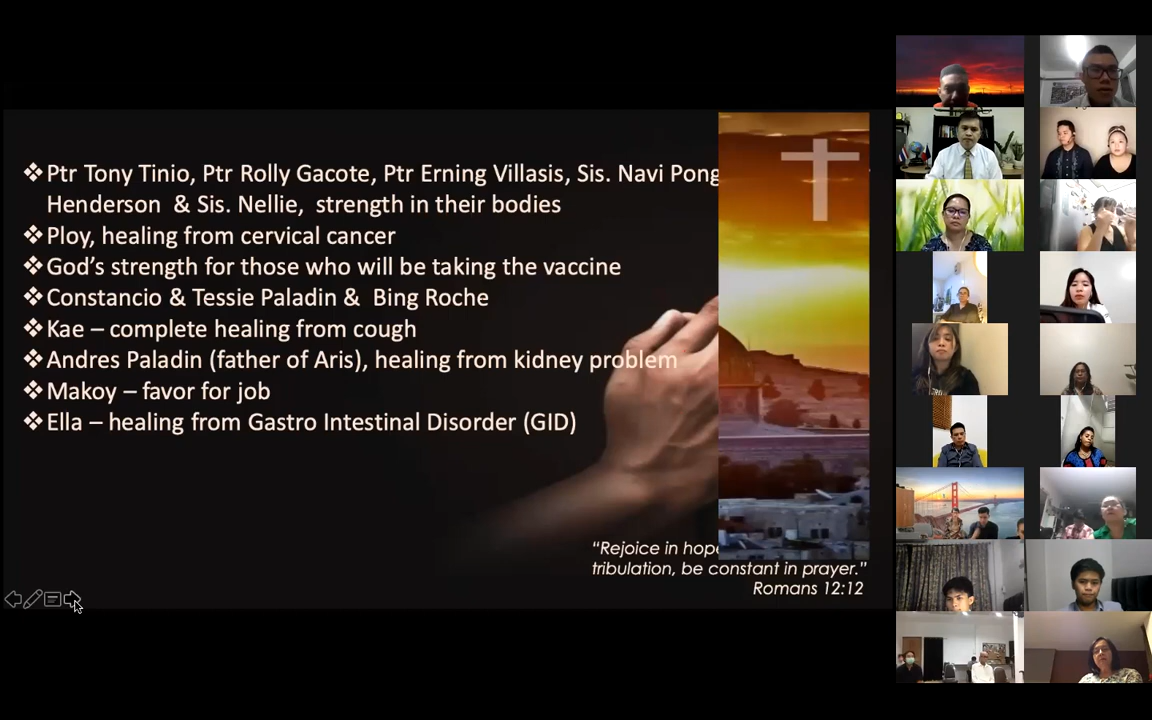 ❖Ptr Tony Tinio, Ptr Rolly Gacote, Ptr Erning Villasis, Sis. Navi Pong
Henderson & Sis. Nellie, strength in their bodies
❖Ploy, healing from cervical cancer
❖God’s strength for those who will be taking the vaccine
❖Constancio & Tessie Paladin & Bing Roche
❖Kae – complete healing from cough
❖Andres Paladin (father of Aris), healing from kidney problem
❖Makoy – favor for job
❖Ella – healing from Gastro Intestinal Disorder (GID)
“Rejoice in hope
tribulation, be constant in prayer.”
Romans 12:12